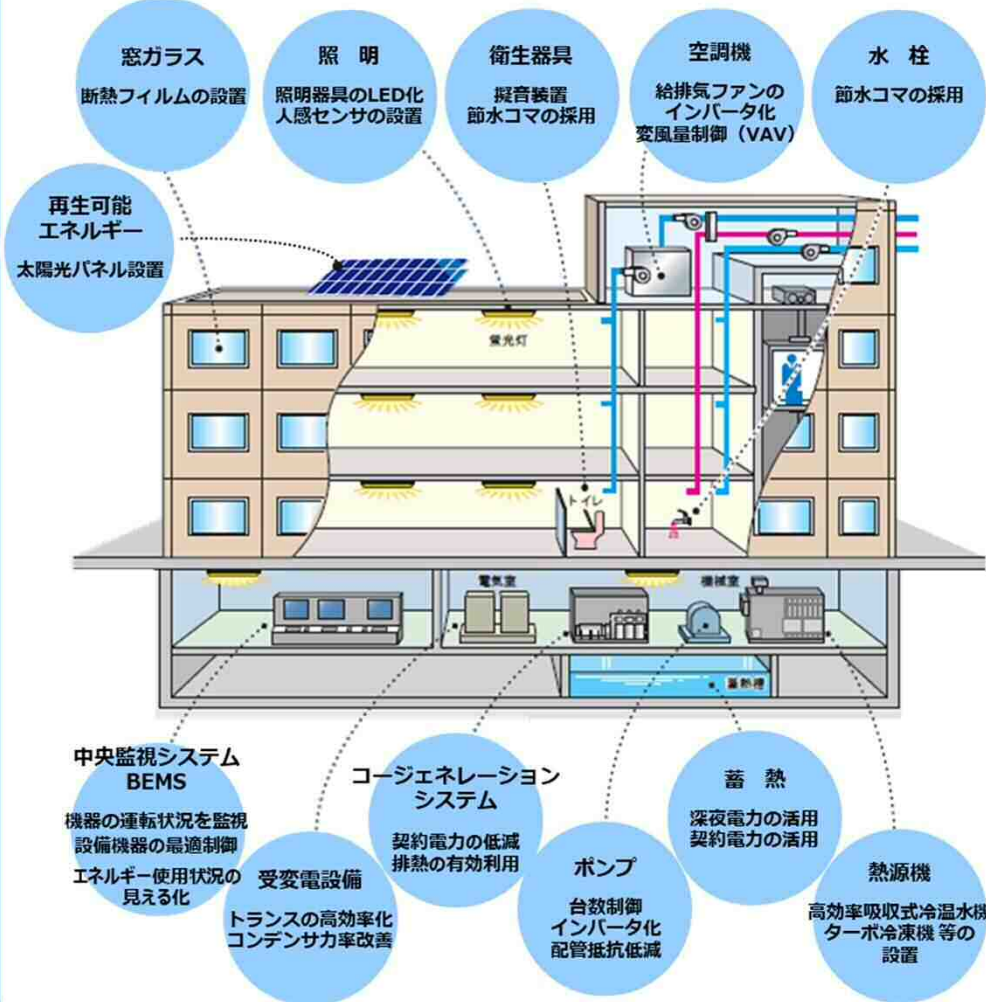 窓ガラス
断熱フィルムの設置
照　明
照明器具のLED化
人感センサの設置
衛生器具
擬音装置
節水コマの採用
空調機
給排気ファンの
インバータ化
変風量制御（VAV）
水　栓
節水コマの採用
再生可能
エネルギー
太陽光パネル設置
蛍光灯
トイレ
電気室
機械室
蓄熱槽
中央監視システム
BEMS
機器の運転状況を監視
設備機器の最適制御
エネルギー使用状況の
見える化
受変電設備
トランスの高効率化
コンデンサ力率改善
コージェネレーション
システム
契約電力の低減
排熱の有効利用
ポンプ
台数制御
インバータ化
配管抵抗低減
蓄　熱
深夜電力の活用
契約電力の活用
熱源機
高効率吸収式冷温水機
ターボ冷凍機 等の
設置